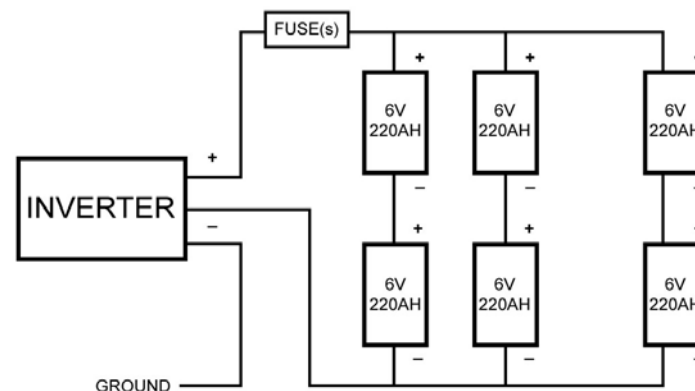 FUSE(s)
+
+
+
6V
220AH
6V
220AH
6V
220AH
+
INVERTER
–
–
–
–
+
+
+
6V
220AH
6V
220AH
6V
220AH
–
–
–
GROUND